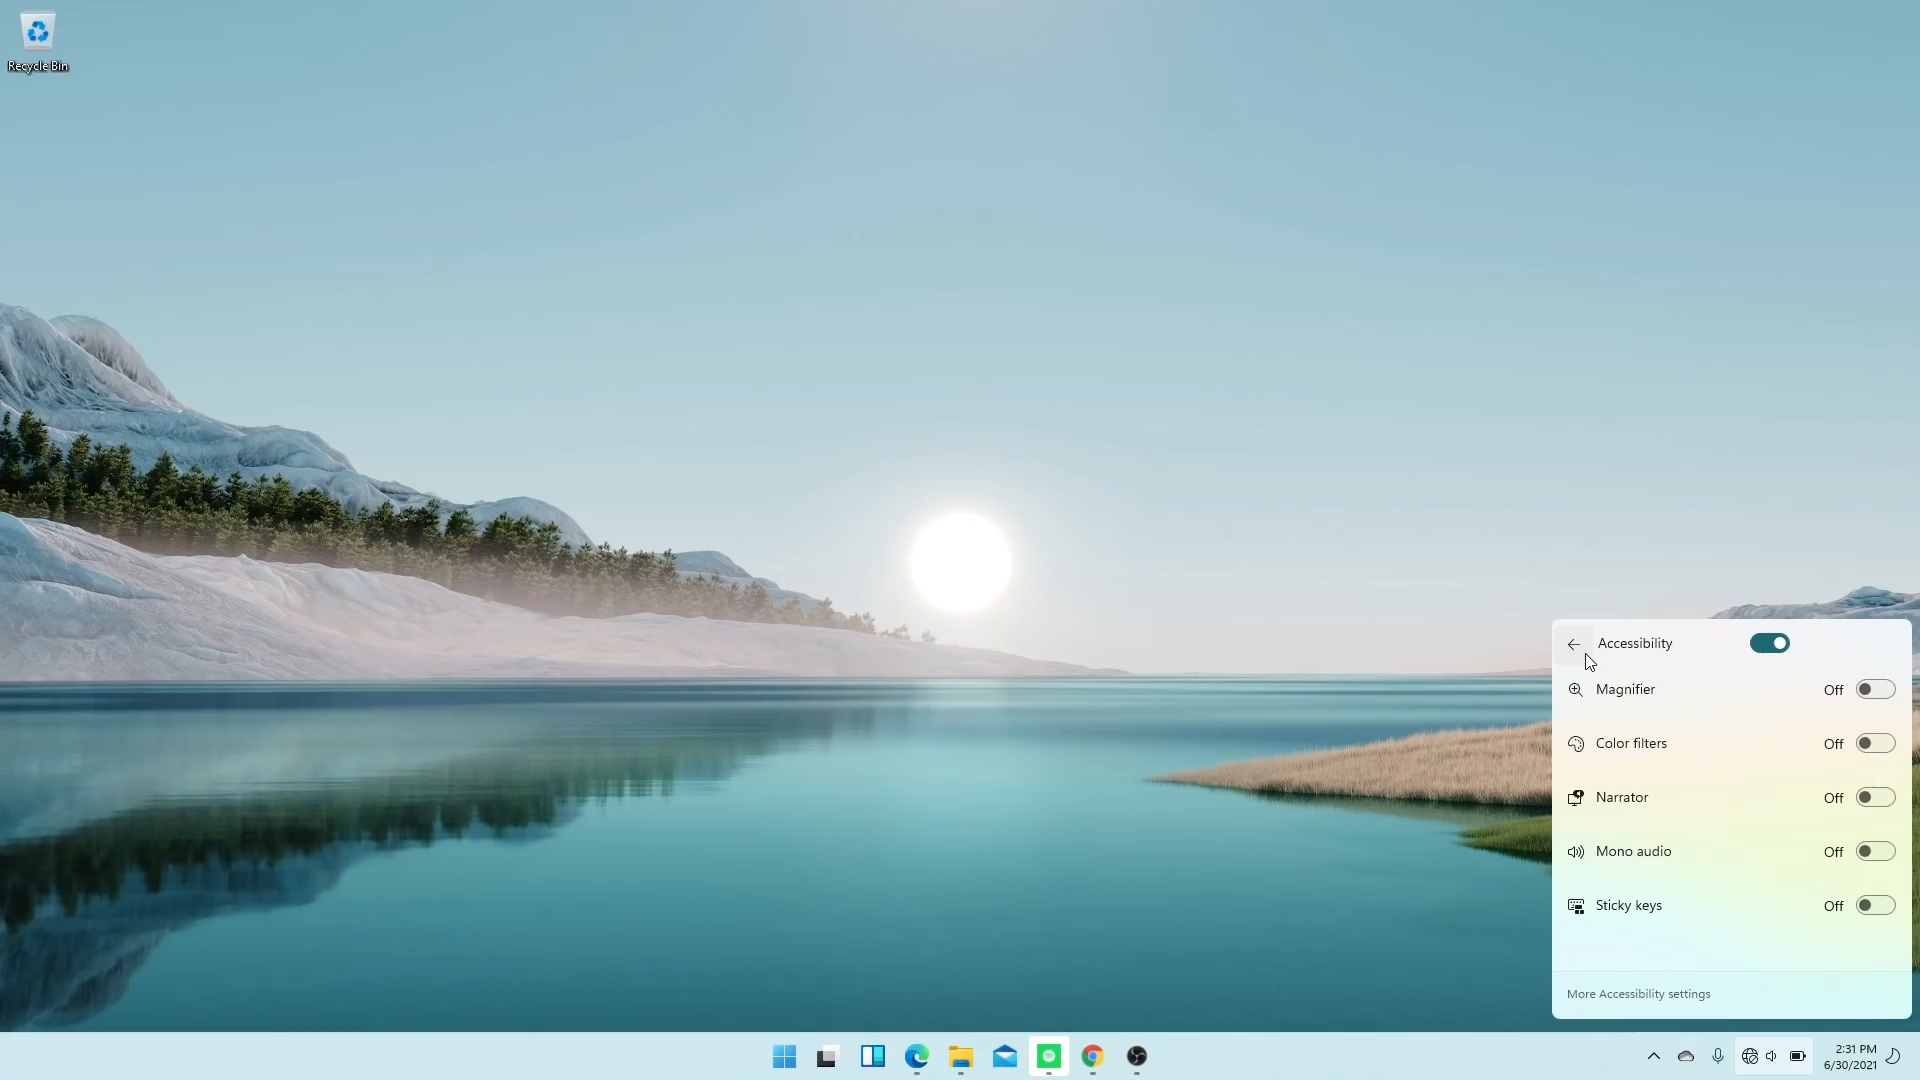 Recycle Bin
Accessibility
Magnifier Off
Color filters Off
Narrator Off
Mono audio Off
Sticky keys Off
More Accessibility settings
2:31 PM
6/30/2021